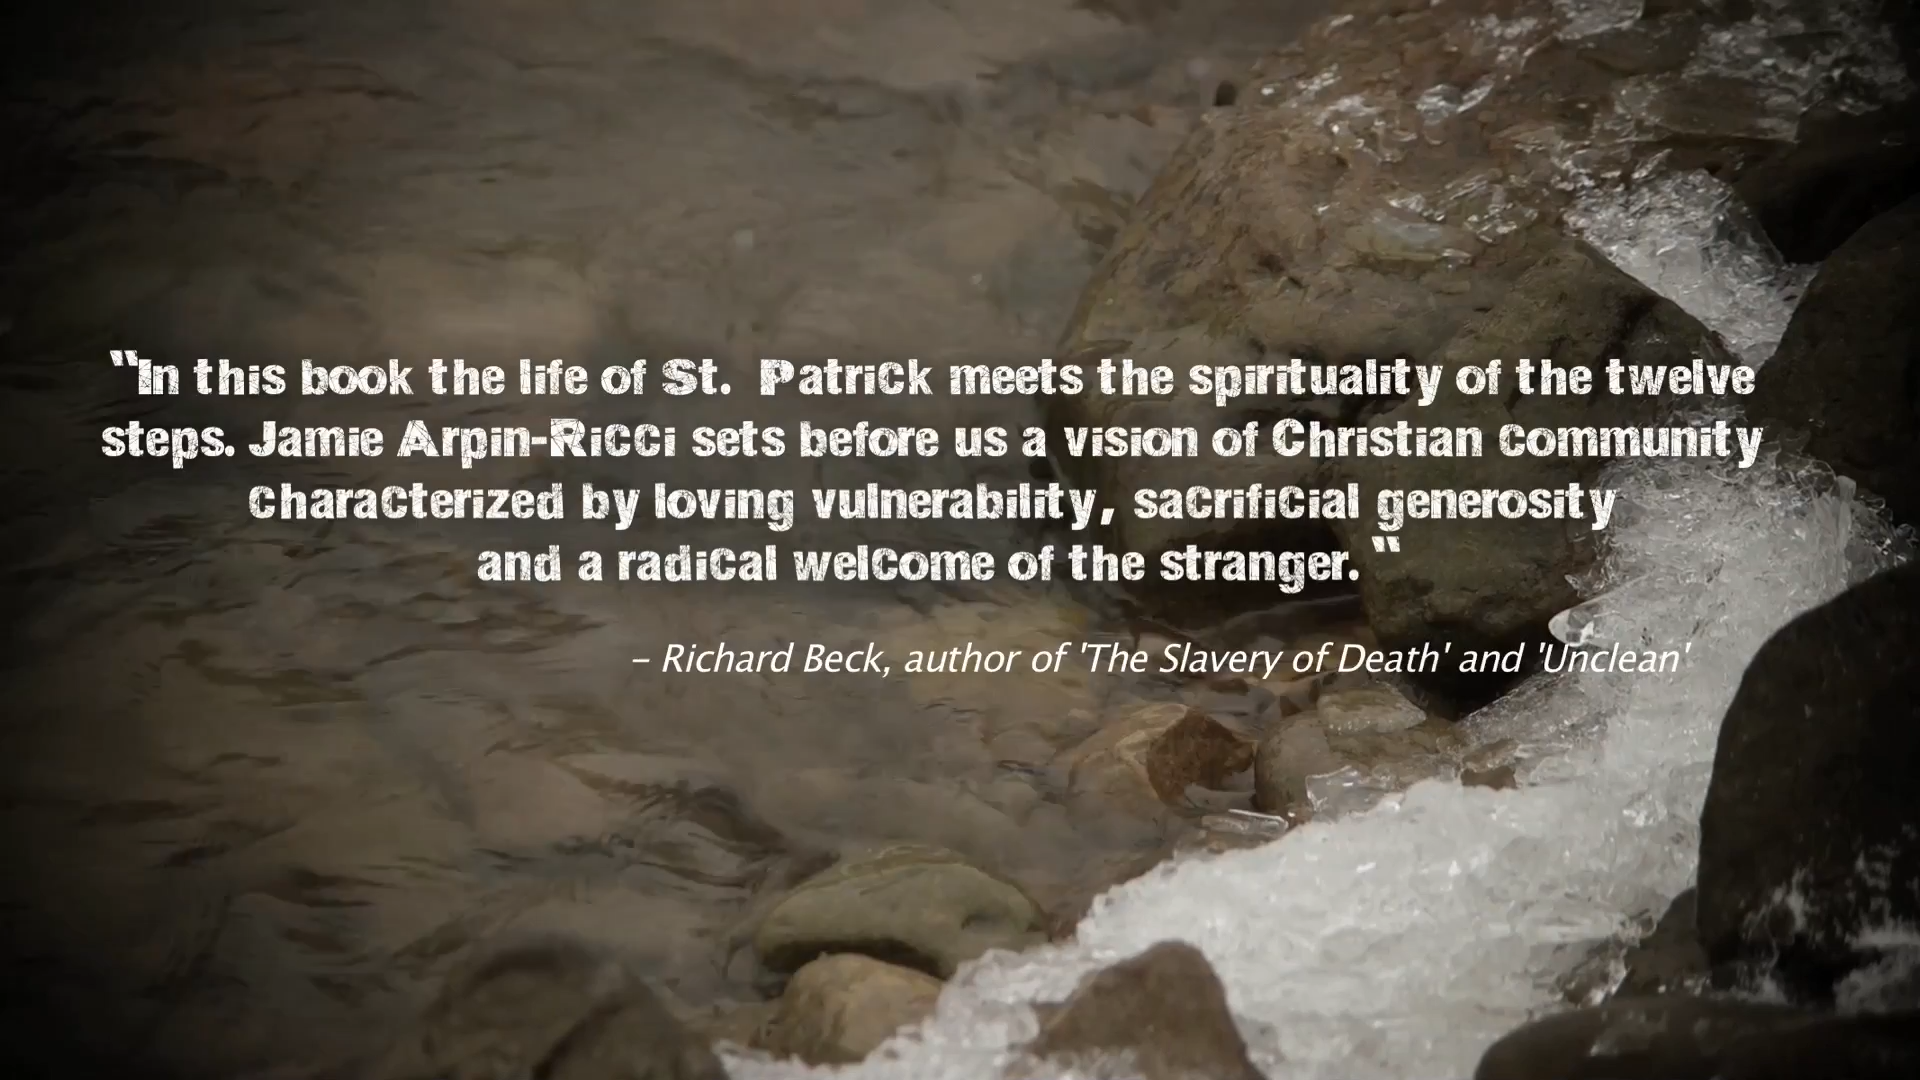 “In this book the life of St. Patrick meets the spirituality of the twelve
steps. Jamie Arpin-Ricci sets before us a vision of Christian community
characterized by loving vulnerability, sacrificial generosity
and a radical welcome of the stranger. “
– Richard Beck, author of 'The Slavery of Death' and 'Unclean'